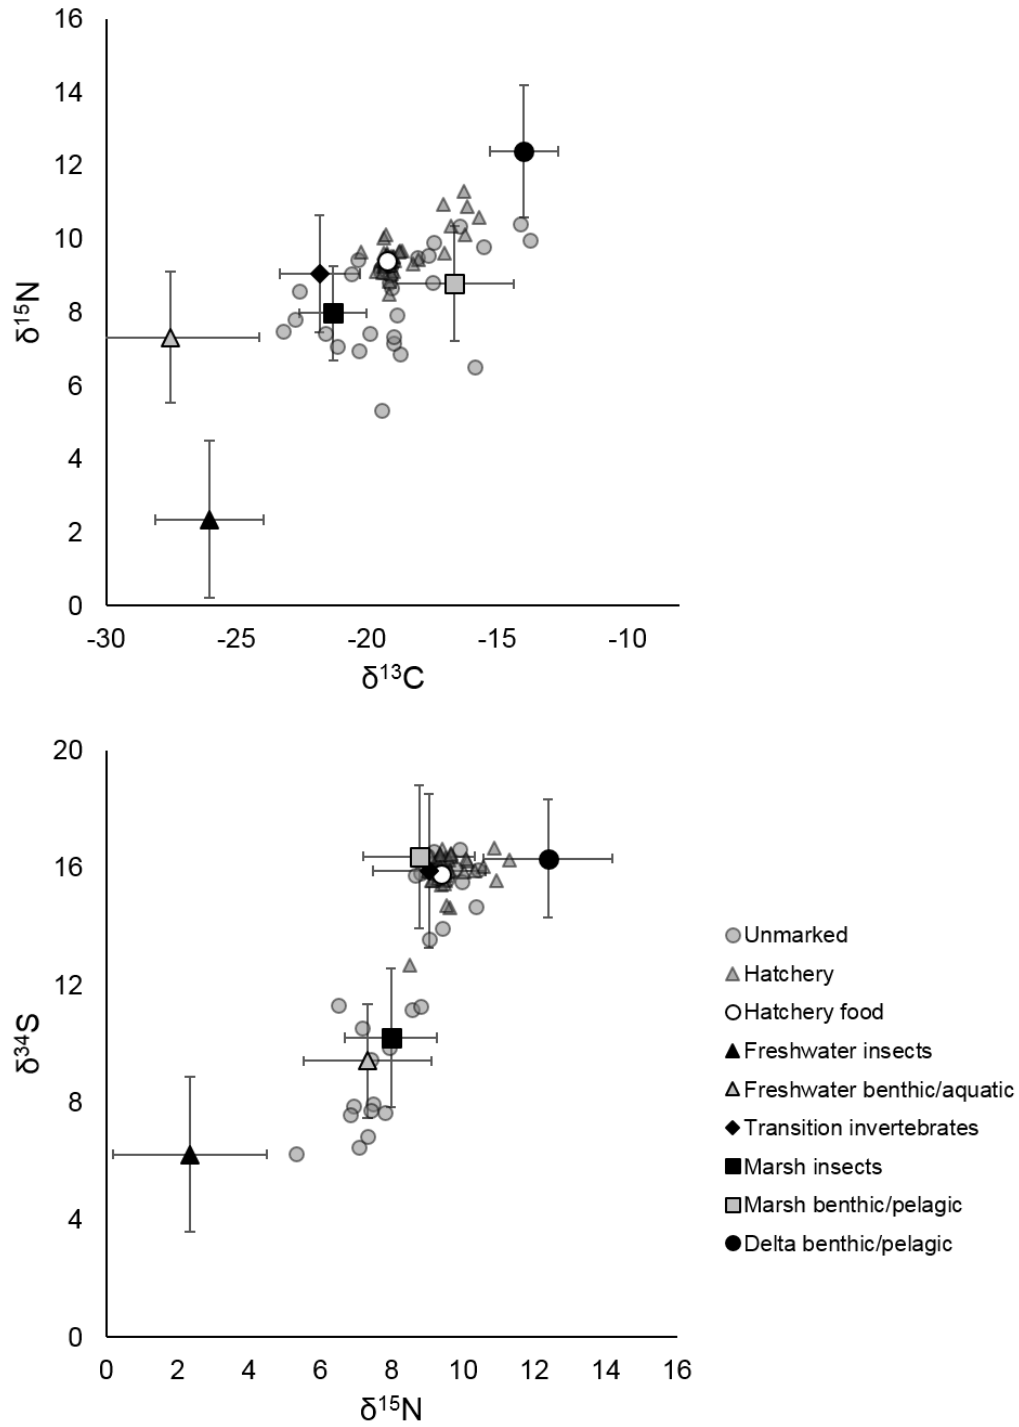 16
14
12
10
8
6
4
2
0
δ¹⁵N
-30 -25 -20 -15 -10
δ¹³C
20
16
12
8
4
0
δ³⁴S
0 2 4 6 8 10 12 14 16
δ¹⁵N
Unmarked
Hatchery
Hatchery food
Freshwater insects
Freshwater benthic/aquatic
Transition invertebrates
Marsh insects
Marsh benthic/pelagic
Delta benthic/pelagic